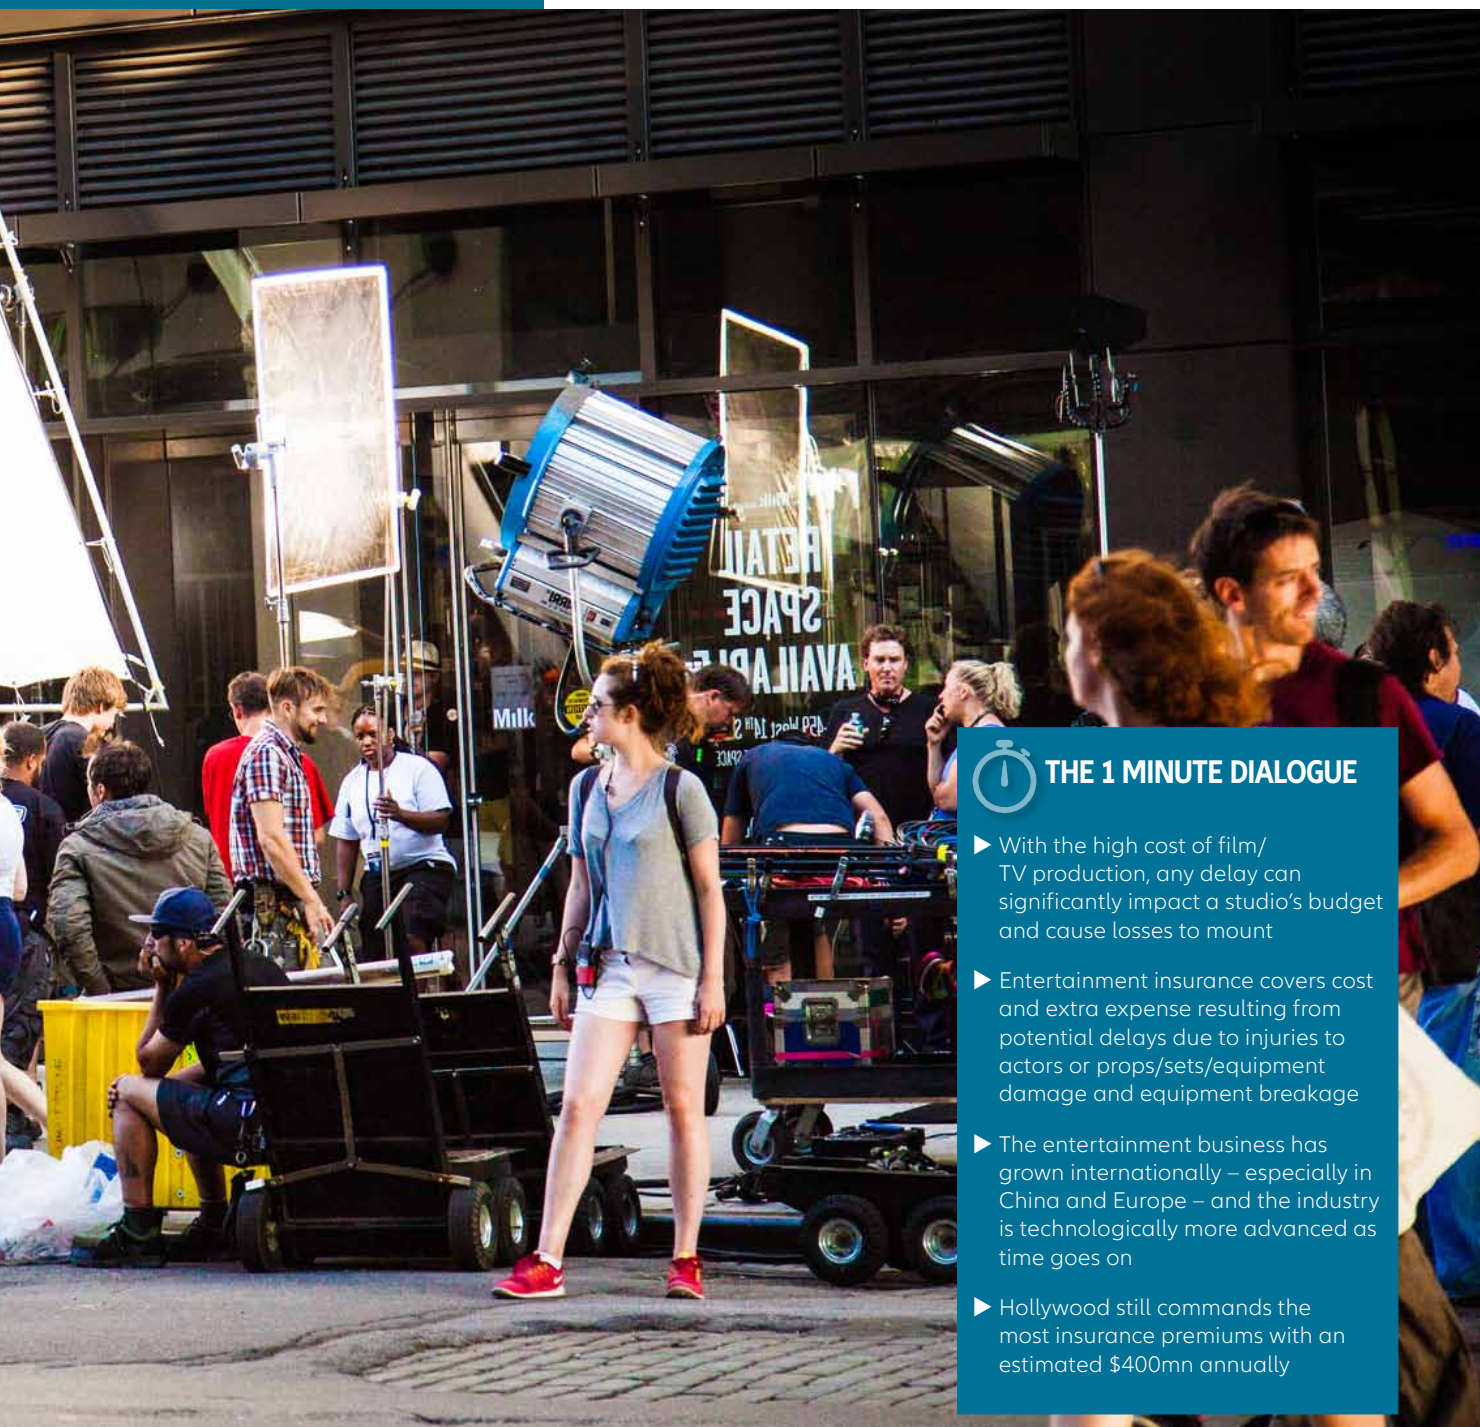 RETAIL
SPACE
AVAILABLE
Milk
THE 1 MINUTE DIALOGUE
With the high cost of film/
TV production, any delay can
significantly impact a studio’s budget
and cause losses to mount
Entertainment insurance covers cost
and extra expense resulting from
potential delays due to injuries to
actors or props/sets/equipment
damage and equipment breakage
The entertainment business has
grown internationally – especially in
China and Europe – and the industry
is technologically more advanced as
time goes on
Hollywood still commands the
most insurance premiums with an
estimated $400mn annually